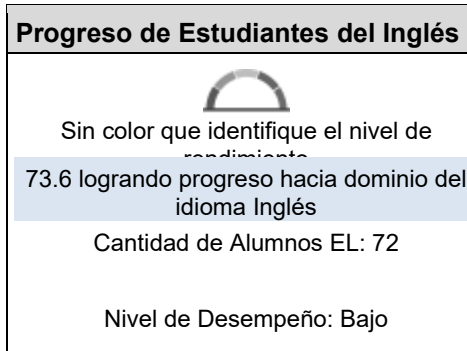 Progreso de Estudiantes del Inglés
Sin color que identifique el nivel de
rendimiento
73.6 logrando progreso hacia dominio del
idioma Inglés
Cantidad de Alumnos EL: 72
Nivel de Desempeño: Bajo